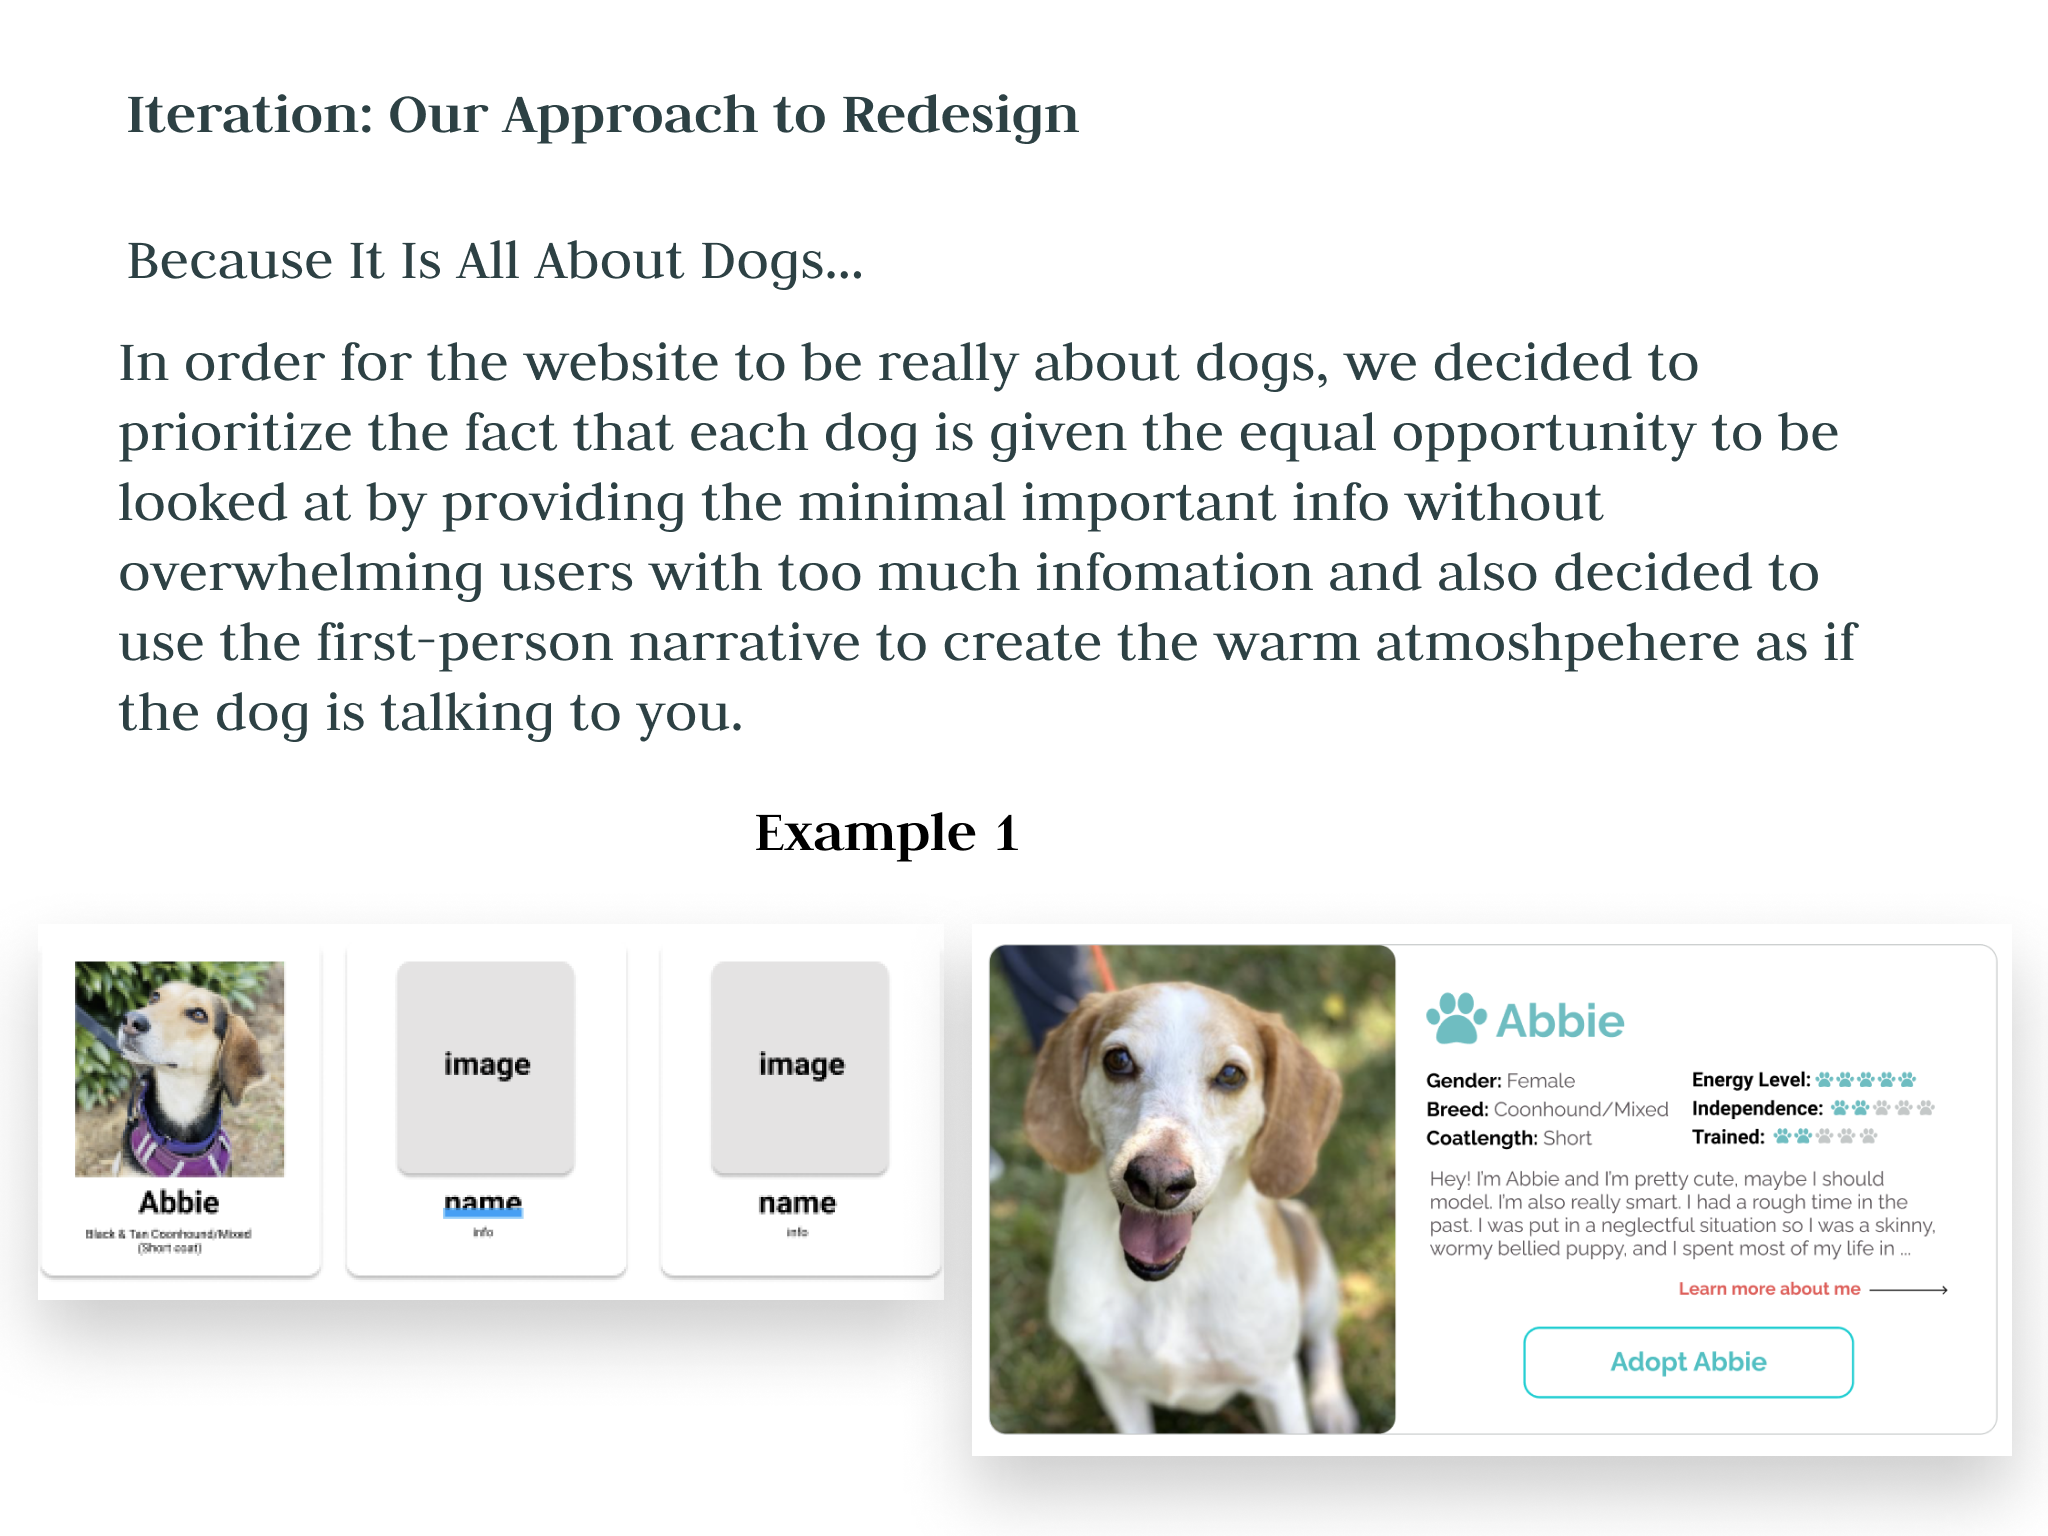 Iteration: Our Approach to Redesign
Because It Is All About Dogs...
In order for the website to be really about dogs, we decided to
prioritize the fact that each dog is given the equal opportunity to be
looked at by providing the minimal important info without
overwhelming users with too much infomation and also decided to
use the first-person narrative to create the warm atmoshpehere as if
the dog is talking to you.
Example 1
image
image
Abbie
name
name
Black & Tan Coonhound/Mixed
(Short coat)
info
info
Abbie
Gender: Female
Breed: Coonhound/Mixed
Coatlength: Short
Energy Level:
Independence:
Trained:
Hey! I'm Abbie and I'm pretty cute, maybe I should
model. I'm also really smart. I had a rough time in the
past. I was put in a neglectful situation so I was a skinny,
wormy bellied puppy, and I spent most of my life in ...
Learn more about me
Adopt Abbie